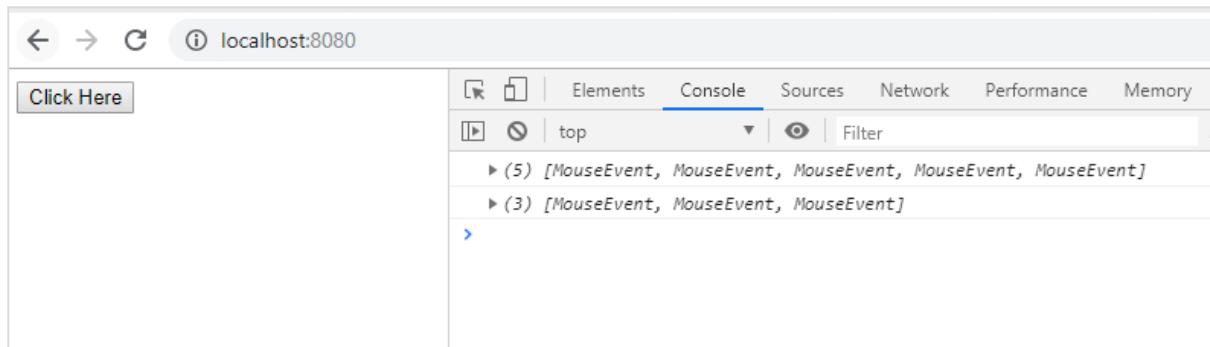 localhost:8080
Click Here
Elements Console Sources Network Performance Memory
top Filter
(5) [MouseEvent, MouseEvent, MouseEvent, MouseEvent, MouseEvent]
(3) [MouseEvent, MouseEvent, MouseEvent]